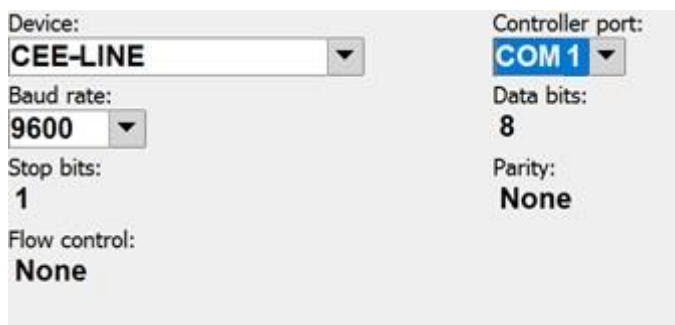 Device:
CEE-LINE
Controller port:
COM 1
Baud rate:
9600
Data bits:
8
Stop bits:
1
Parity:
None
Flow control:
None